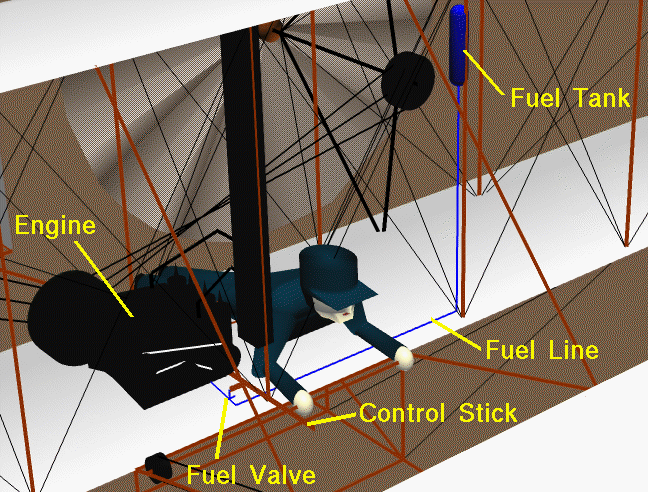 Fuel Tank
Engine
Fuel Line
Control Stick
Fuel Valve